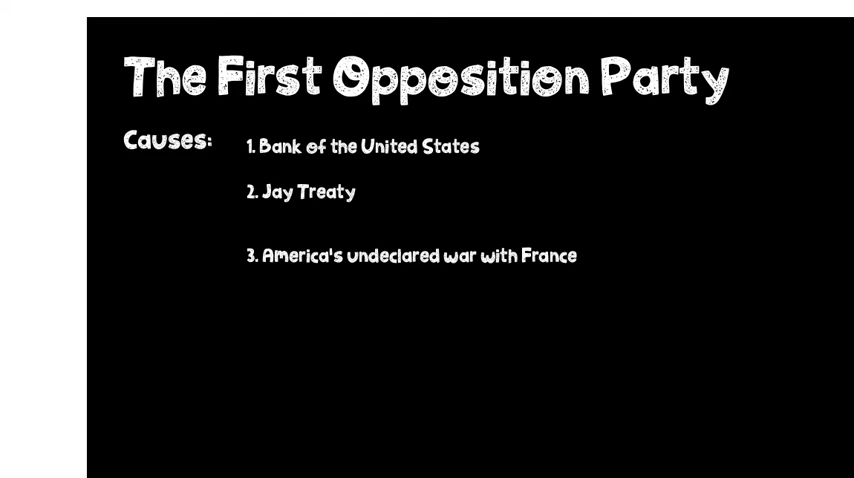 The First Opposition Party
Causes:
1. Bank of the United States
2. Jay Treaty
3. America's undeclared war with France